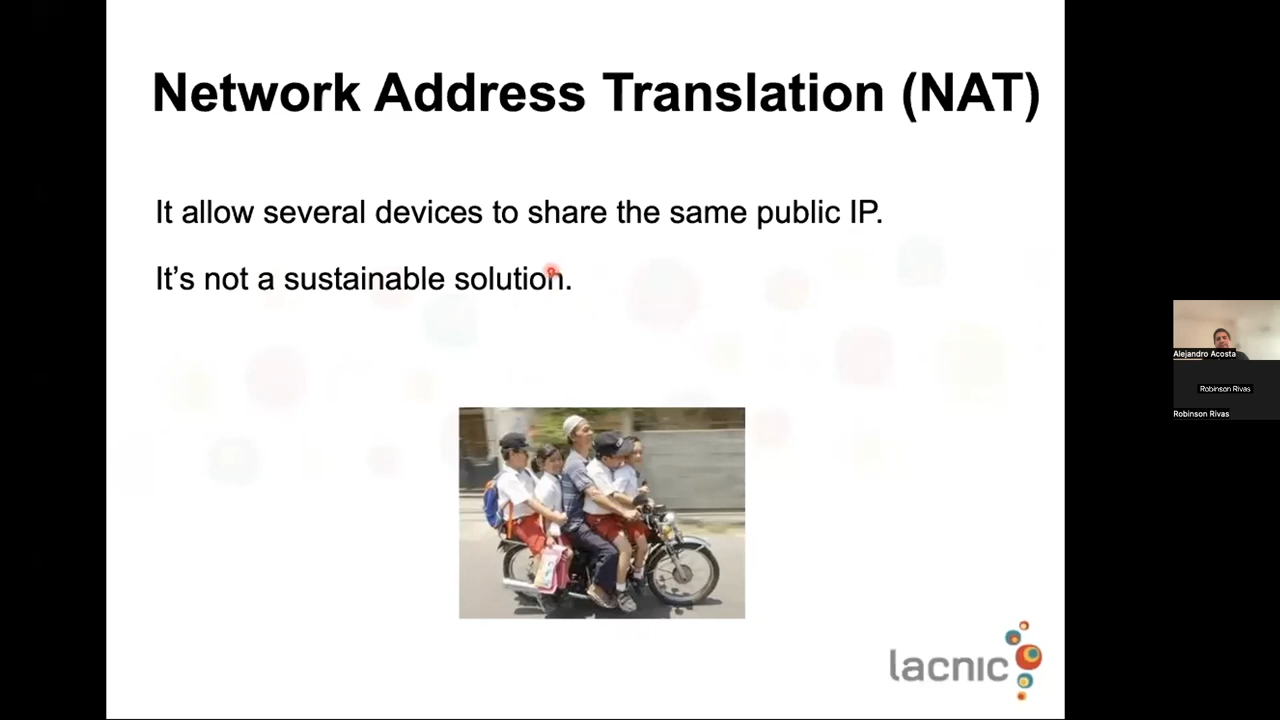 Network Address Translation (NAT)
It allow several devices to share the same public IP.
It's not a sustainable solution.
lacnic
Alejandro Acosta
Robinson Rivas
Robinson Rivas